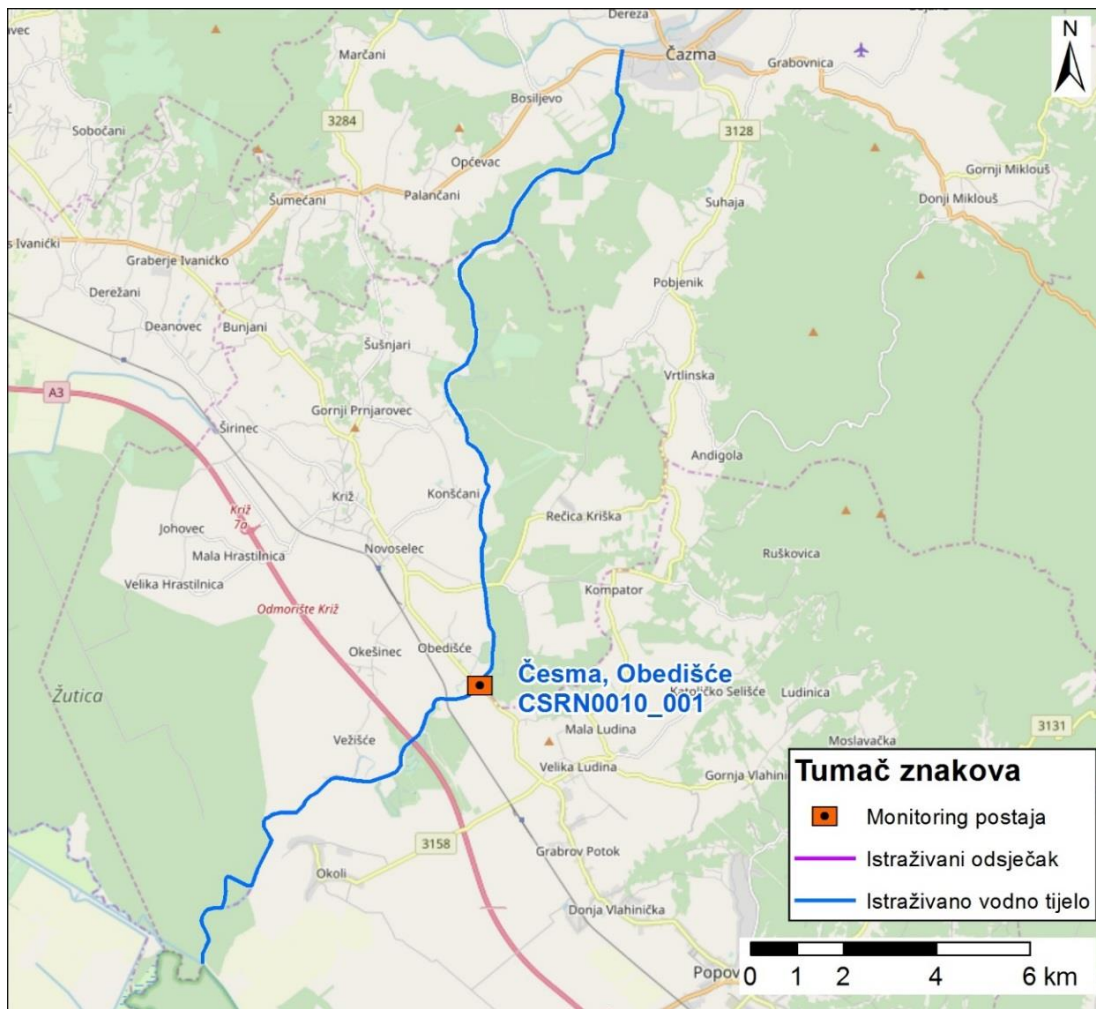 Dereza
N
Marčani
Čazma
Grabovnica
Bosiljevo
3284
Sobočani
3128
Općevac
Gornji Miklouš
Palančani
Donji Miklouš
Šumećani
Suhaja
s Ivanićki
Graberje Ivaničko
Pobjenik
Derežani
Deanovec
Bunjani
Šušnjari
Vrtlinska
A3
Gornji Prnjarovec
Širinec
Andigola
Križ
7a
Križ
Konšćani
Rečica Kriška
Johovec
Mala Hrastilnica
Novoselec
Ruškovica
Velika Hrastilnica
Kompator
Odmorište Križ
Obedišće
Okešinec
Česma, Obedišće
CSRN0010_001
Katoličko Selišće
Ludinica
Žutica
Mala Ludina
Vežišće
Moslavačka
3131
Velika Ludina
Gornja Vlahini
3158
Grabrov Potok
Okoli
Donja Vlahinička
Popov
Tumač znakova
Monitoring postaja
Istraživani odsječak
Istraživano vodno tijelo
0 1 2 4 6 km